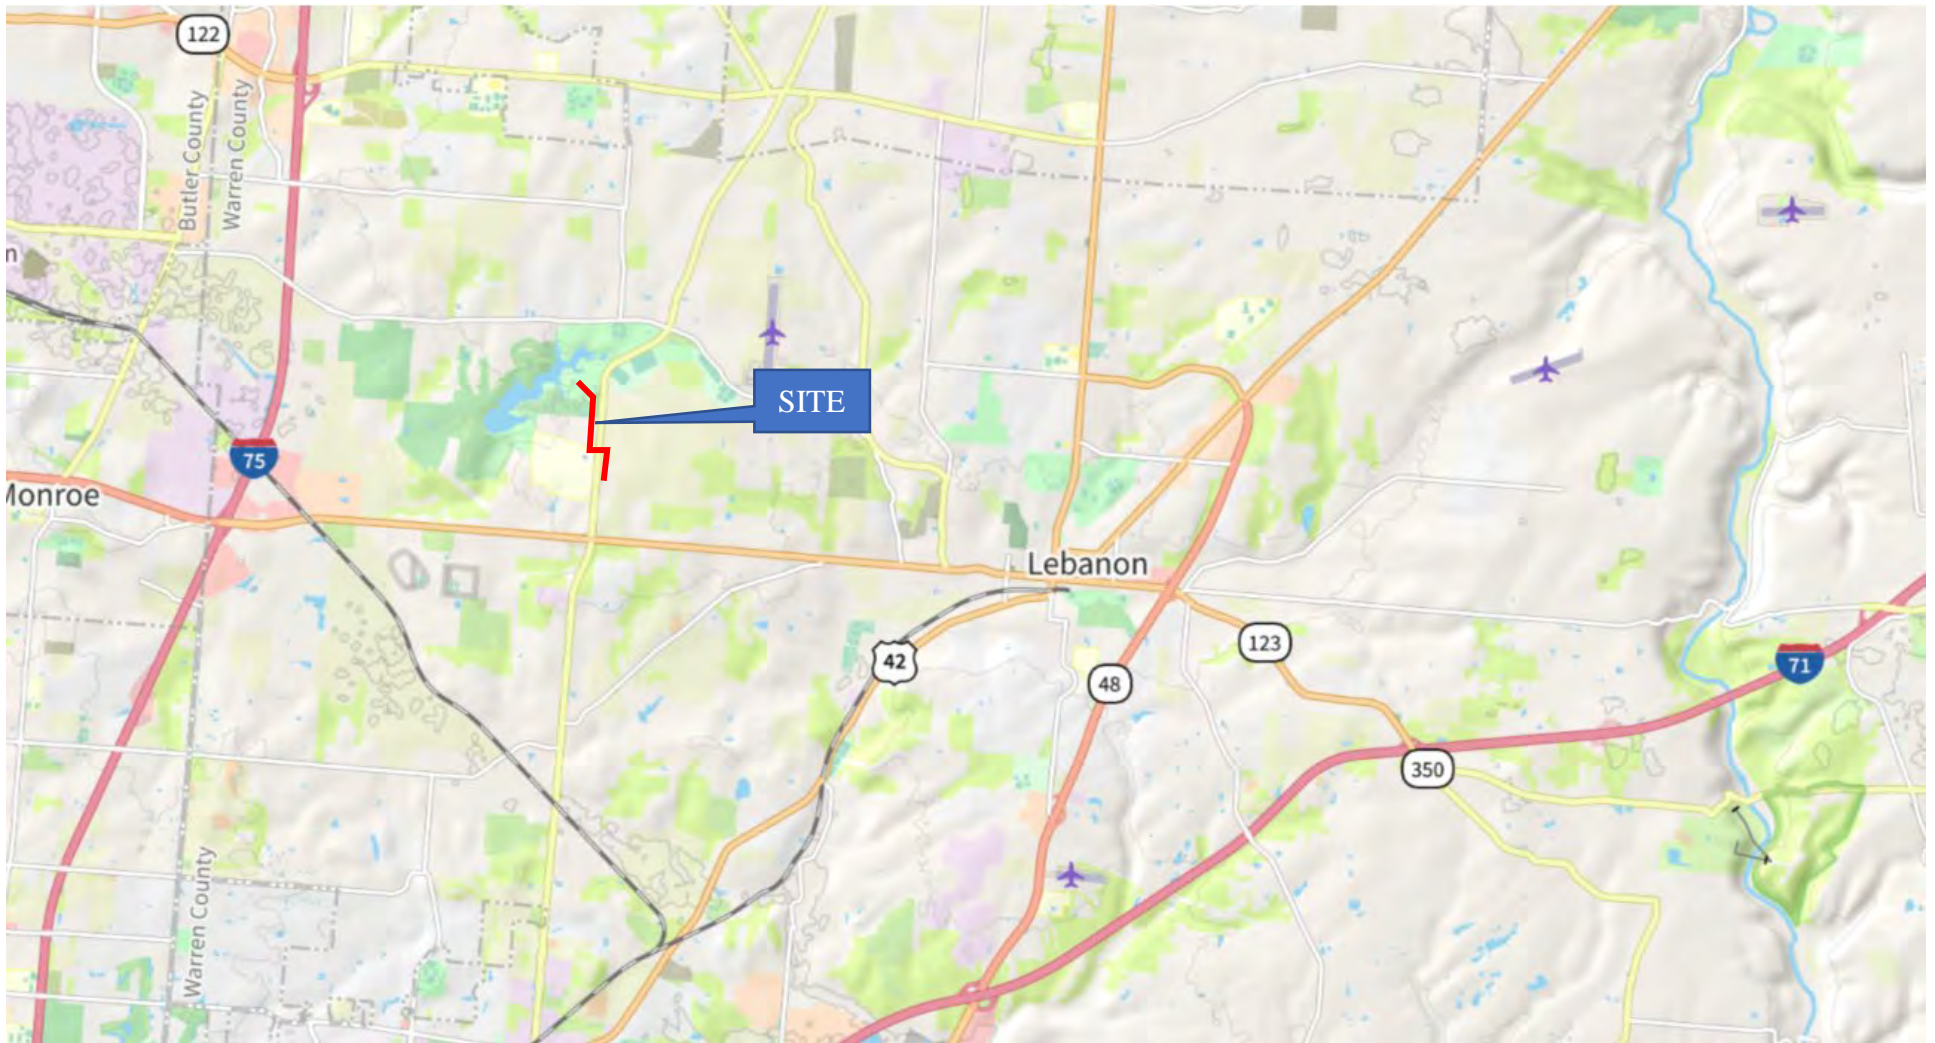 122
Butler County
Warren County
n
SITE
75
Monroe
Lebanon
123
42
48
71
350
Warren County